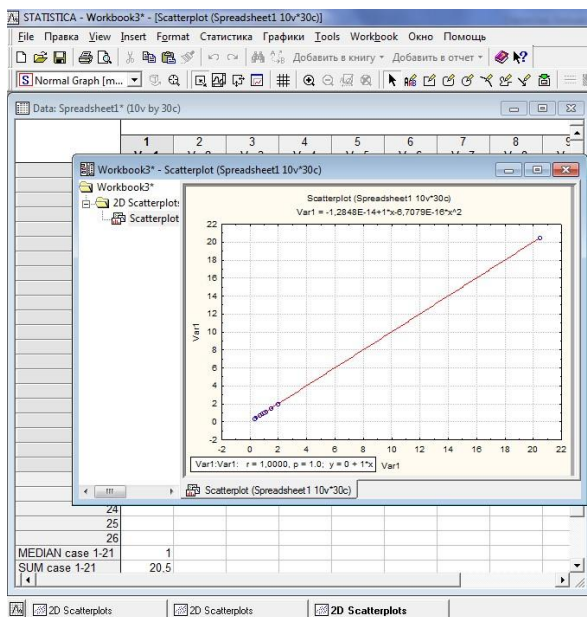 STATISTICA - Workbook3* - [Scatterplot (Spreadsheet1 10v*30c)]
File Правка View Insert Format Статистика Графики Tools Workbook Окно Помощь
Добавить в книгу Добавить в отчет
Normal Graph [m...
Data: Spreadsheet1* (10v by 30c)
1 2 3 4 5 6 7 8
Workbook3* - Scatterplot (Spreadsheet1 10v*30c)
Workbook3*
2D Scatterplots
Scatterplot
Scatterplot (Spreadsheet1 10v*30c)
Var1 = -1,2848E-14+1*x-6,7079E-16*x^2
22
20
18
16
14
12
10
8
6
4
2
0
-2
Var1
-2 0 2 4 6 8 10 12 14 16 18 20 22
Var1:Var1: r = 1,0000, p = 1.0; y = 0 + 1*x
Var1
Scatterplot (Spreadsheet1 10v*30c)
24
25
26
MEDIAN case 1-21 1
SUM case 1-21 20,5
2D Scatterplots 2D Scatterplots 2D Scatterplots